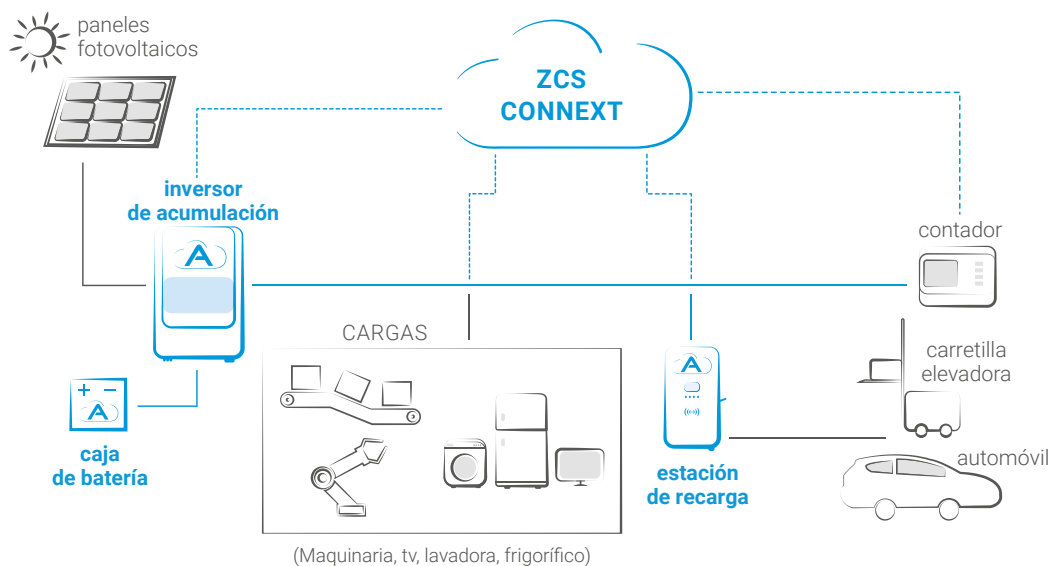 paneles
fotovoltaicos
ZCS
CONNEXT
inversor
de acumulación
contador
CARGAS
carretilla
elevadora
caja
de batería
estación
de recarga
automóvil
(Maquinaria, tv, lavadora, frigorífico)